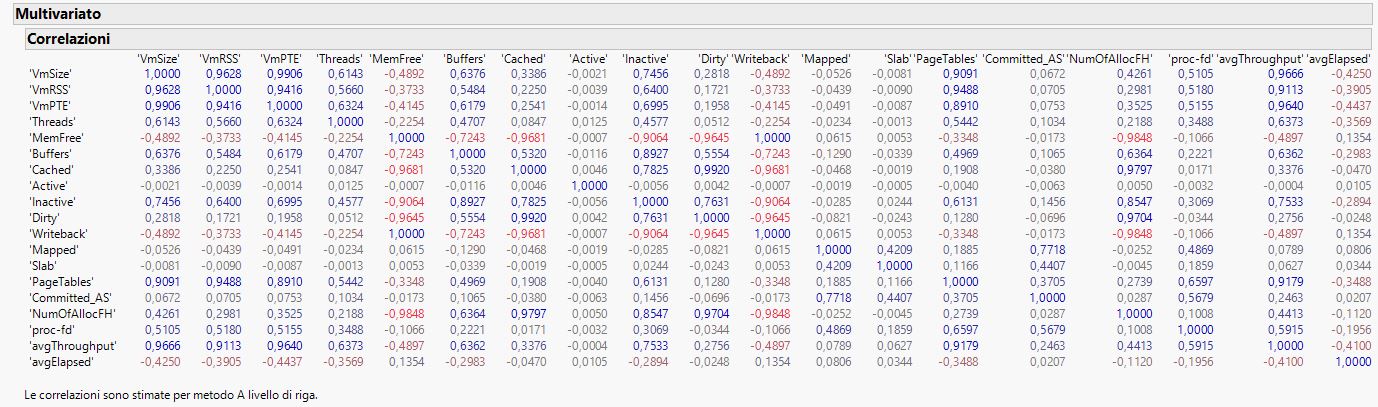 Multivariato
Correlazioni
'VmSize' 'VmRSS' 'VmPTE' 'Threads' 'MemFree' 'Buffers' 'Cached' 'Active' 'Inactive' 'Dirty' 'Writeback' 'Mapped' 'Slab' 'PageTables' 'Committed_AS' 'NumOfAllocFH' 'proc-fd' 'avgThroughput' 'avgElapsed'
'VmSize' 1,0000 0,9628 0,9906 0,6143 -0,4892 0,6376 0,3386 -0,0021 0,7456 0,2818 -0,4892 -0,0526 -0,0081 0,9091 0,0672 0,4261 0,5105 0,9666 -0,4250
'VmRSS' 0,9628 1,0000 0,9416 0,5660 -0,3733 0,5484 0,2250 -0,0039 0,6400 0,1721 -0,3733 -0,0439 -0,0090 0,9488 0,0705 0,2981 0,5180 0,9113 -0,3905
'VmPTE' 0,9906 0,9416 1,0000 0,6324 -0,4145 0,6179 0,2541 -0,0014 0,6995 0,1958 -0,4145 -0,0491 -0,0087 0,8910 0,0753 0,3525 0,5155 0,9640 -0,4437
'Threads' 0,6143 0,5660 0,6324 1,0000 -0,2254 0,4707 0,0847 0,0125 0,4577 0,0512 -0,2254 -0,0234 -0,0013 0,5442 0,1034 0,2188 0,3488 0,6373 -0,3569
'MemFree' -0,4892 -0,3733 -0,4145 -0,2254 1,0000 -0,7243 -0,9681 -0,0007 -0,9064 -0,9645 1,0000 0,0615 0,0053 -0,3348 -0,0173 -0,9848 -0,1066 -0,4897 0,1354
'Buffers' 0,6376 0,5484 0,6179 0,4707 -0,7243 1,0000 0,5320 -0,0116 0,8927 0,5554 -0,7243 -0,1290 -0,0339 0,4969 0,1065 0,6364 0,2221 0,6362 -0,2983
'Cached' 0,3386 0,2250 0,2541 0,0847 -0,9681 0,5320 1,0000 0,0046 0,7825 0,9920 -0,9681 -0,0468 -0,0019 0,1908 -0,0380 0,9797 0,0171 0,3376 -0,0470
'Active' -0,0021 -0,0039 -0,0014 0,0125 -0,0007 -0,0116 0,0046 1,0000 -0,0056 0,0042 -0,0007 -0,0019 -0,0005 -0,0040 -0,0063 0,0050 -0,0032 -0,0004 0,0105
'Inactive' 0,7456 0,6400 0,6995 0,4577 -0,9064 0,8927 0,7825 -0,0056 1,0000 0,7631 -0,9064 -0,0285 0,0244 0,6131 0,1456 0,8547 0,3069 0,7533 -0,2894
'Dirty' 0,2818 0,1721 0,1958 0,0512 -0,9645 0,5554 0,9920 0,0042 0,7631 1,0000 -0,9645 -0,0821 -0,0243 0,1280 -0,0696 0,9704 -0,0344 0,2756 -0,0248
'Writeback' -0,4892 -0,3733 -0,4145 -0,2254 1,0000 -0,7243 -0,9681 -0,0007 -0,9064 -0,9645 1,0000 0,0615 0,0053 -0,3348 -0,0173 -0,9848 -0,1066 -0,4897 0,1354
'Mapped' -0,0526 -0,0439 -0,0491 -0,0234 0,0615 -0,1290 -0,0468 -0,0019 -0,0285 -0,0821 0,0615 1,0000 0,4209 0,1885 0,7718 -0,0252 0,4869 0,0789 0,0806
'Slab' -0,0081 -0,0090 -0,0087 -0,0013 0,0053 -0,0339 -0,0019 -0,0005 0,0244 -0,0243 0,0053 0,4209 1,0000 0,1166 0,4407 -0,0045 0,1859 0,0627 0,0344
'PageTables' 0,9091 0,9488 0,8910 0,5442 -0,3348 0,4969 0,1908 -0,0040 0,6131 0,1280 -0,3348 0,1885 0,1166 1,0000 0,3705 0,2739 0,6597 0,9179 -0,3488
'Committed_AS' 0,0672 0,0705 0,0753 0,1034 -0,0173 0,1065 -0,0380 -0,0063 0,1456 -0,0696 -0,0173 0,7718 0,4407 0,3705 1,0000 0,0287 0,5679 0,2463 0,0207
'NumOfAllocFH' 0,4261 0,2981 0,3525 0,2188 -0,9848 0,6364 0,9797 0,0050 0,8547 0,9704 -0,9848 -0,0252 -0,0045 0,2739 0,0287 1,0000 0,1008 0,4413 -0,1120
'proc-fd' 0,5105 0,5180 0,5155 0,3488 -0,1066 0,2221 0,0171 -0,0032 0,3069 -0,0344 -0,1066 0,4869 0,1859 0,6597 0,5679 0,1008 1,0000 0,5915 -0,1956
'avgThroughput' 0,9666 0,9113 0,9640 0,6373 -0,4897 0,6362 0,3376 -0,0004 0,7533 0,2756 -0,4897 0,0789 0,0627 0,9179 0,2463 0,4413 0,5915 1,0000 -0,4100
'avgElapsed' -0,4250 -0,3905 -0,4437 -0,3569 0,1354 -0,2983 -0,0470 0,0105 -0,2894 -0,0248 0,1354 0,0806 0,0344 -0,3488 0,0207 -0,1120 -0,1956 -0,4100 1,0000
Le correlazioni sono stimate per metodo A livello di riga.